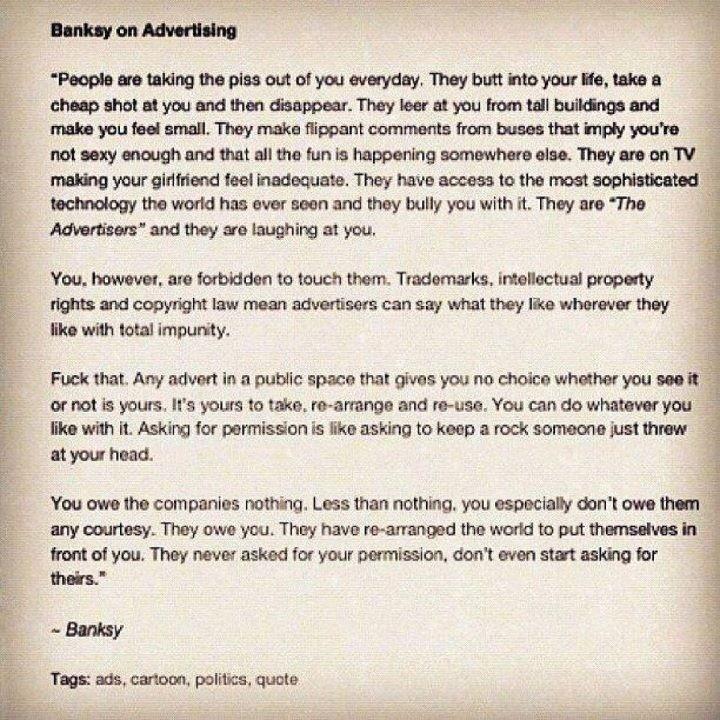 Banksy on Advertising
"People are taking the piss out of you everyday. They butt into your life, take a
cheap shot at you and then disappear. They leer at you from tall buildings and
make you feel small. They make flippant comments from buses that imply you're
not sexy enough and that all the fun is happening somewhere else. They are on TV
making your girlfriend feel inadequate. They have access to the most sophisticated
technology the world has ever seen and they bully you with it. They are "The
Advertisers" and they are laughing at you.
You, however, are forbidden to touch them. Trademarks, intellectual property
rights and copyright law mean advertisers can say what they like wherever they
like with total impunity.
Fuck that. Any advert in a public space that gives you no choice whether you see it
or not is yours. It's yours to take, re-arrange and re-use. You can do whatever you
like with it. Asking for permission is like asking to keep a rock someone just threw
at your head.
You owe the companies nothing. Less than nothing, you especially don't owe them
any courtesy. They owe you. They have re-arranged the world to put themselves in
front of you. They never asked for your permission, don't even start asking for
theirs."
~ Banksy
Tags: ads, cartoon, politics, quote